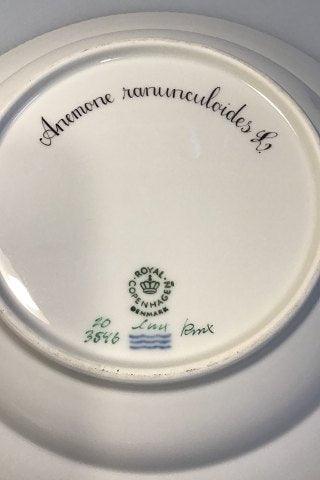 Anemone ranunculoides L.
ROYAL
COPENHAGEN
DENMARK
20
3546